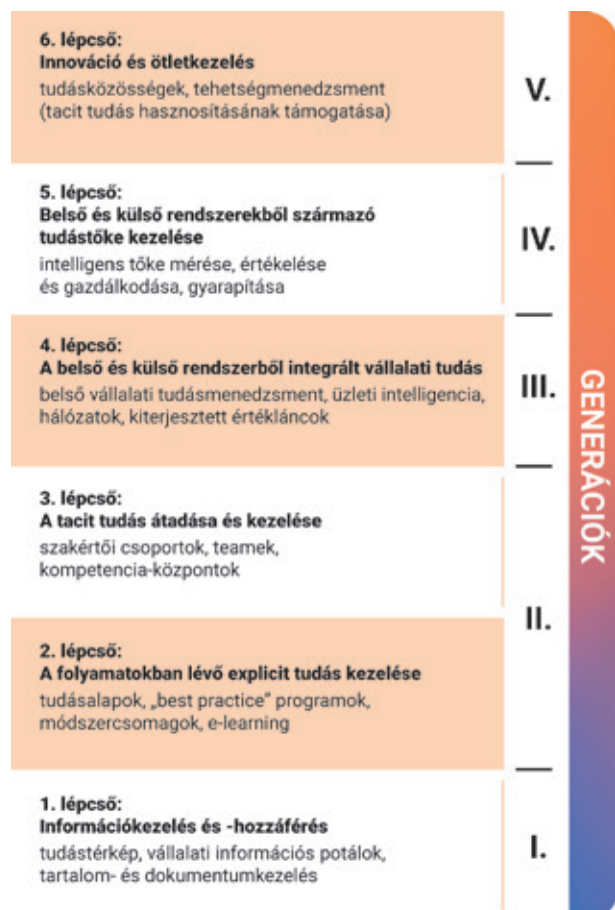 6. lépcső:
Innováció és ötletkezelés
tudásközösségek, tehetségmenedzsment
(tacit tudás hasznosításának támogatása)
V.
5. lépcső:
Belső és külső rendszerekből származó
tudástőke kezelése
intelligens tőke mérése, értékelése
és gazdálkodása, gyarapítása
IV.
4. lépcső:
A belső és külső rendszerből integrált vállalati tudás
belső vállalati tudásmenedzsment, üzleti intelligencia,
hálózatok, kiterjesztett értékláncok
III.
3. lépcső:
A tacit tudás átadása és kezelése
szakértői csoportok, teamek,
kompetencia-központok
II.
2. lépcső:
A folyamatokban lévő explicit tudás kezelése
tudásalapok, „best practice” programok,
módszercsomagok, e-learning
1. lépcső:
Információkezelés és -hozzáférés
tudástérkép, vállalati információs potálok,
tartalom- és dokumentumkezelés
I.
GENERÁCIÓK